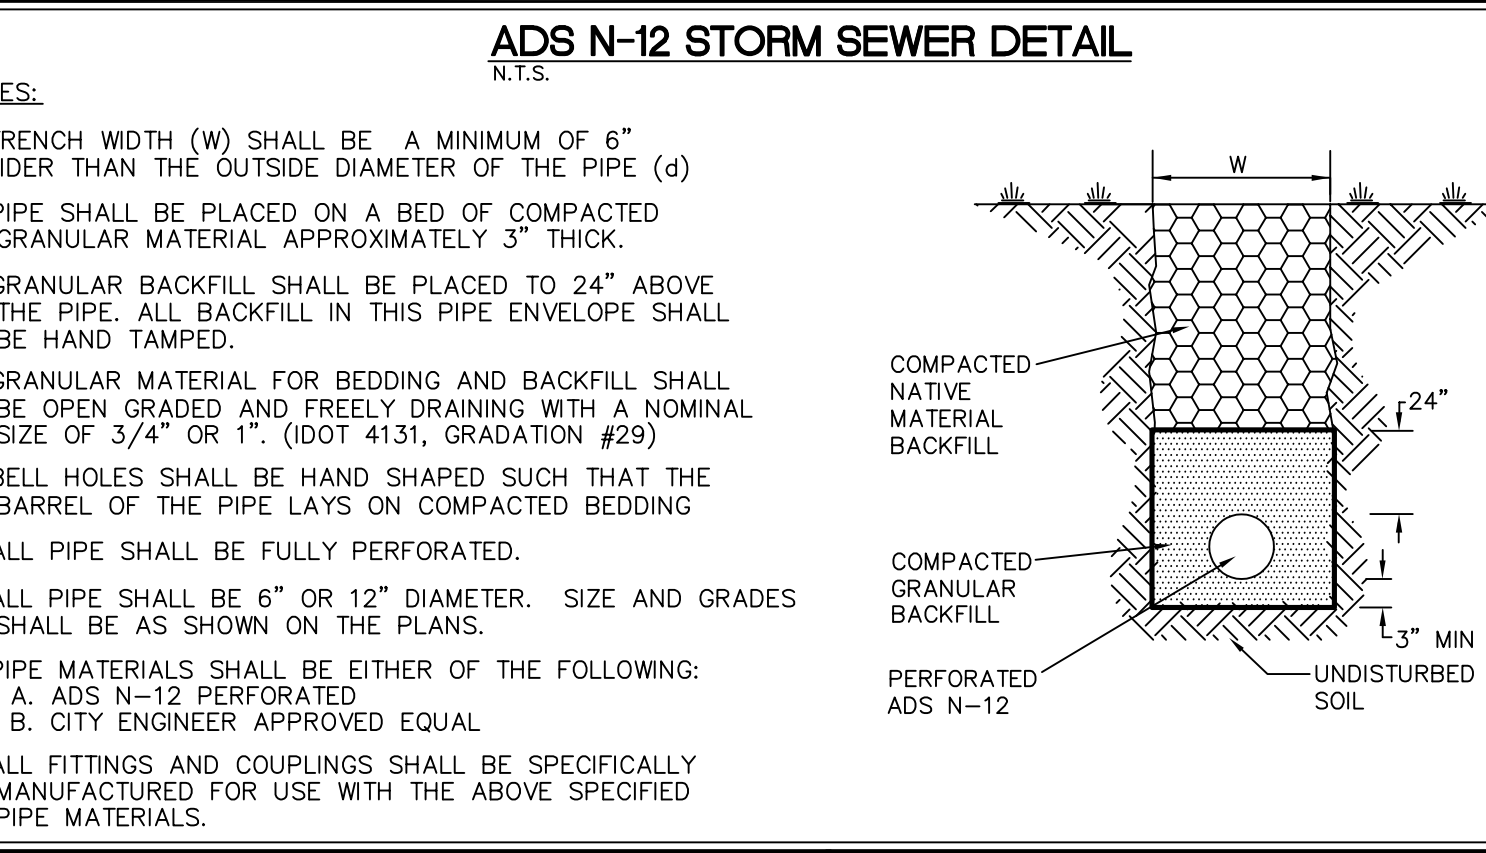 ADS N-12 STORM SEWER DETAIL
N.T.S.
ES:
RENCH WIDTH (W) SHALL BE A MINIMUM OF 6”
IDER THAN THE OUTSIDE DIAMETER OF THE PIPE (d)
PIPE SHALL BE PLACED ON A BED OF COMPACTED
GRANULAR MATERIAL APPROXIMATELY 3” THICK.
GRANULAR BACKFILL SHALL BE PLACED TO 24” ABOVE
THE PIPE. ALL BACKFILL IN THIS PIPE ENVELOPE SHALL
BE HAND TAMPED.
GRANULAR MATERIAL FOR BEDDING AND BACKFILL SHALL
BE OPEN GRADED AND FREELY DRAINING WITH A NOMINAL
SIZE OF 3/4” OR 1”. (IDOT 4131, GRADATION #29)
BELL HOLES SHALL BE HAND SHAPED SUCH THAT THE
BARREL OF THE PIPE LAYS ON COMPACTED BEDDING
ALL PIPE SHALL BE FULLY PERFORATED.
ALL PIPE SHALL BE 6” OR 12” DIAMETER. SIZE AND GRADES
SHALL BE AS SHOWN ON THE PLANS.
PIPE MATERIALS SHALL BE EITHER OF THE FOLLOWING:
A. ADS N-12 PERFORATED
B. CITY ENGINEER APPROVED EQUAL
ALL FITTINGS AND COUPLINGS SHALL BE SPECIFICALLY
MANUFACTURED FOR USE WITH THE ABOVE SPECIFIED
PIPE MATERIALS.
W
COMPACTED
NATIVE
MATERIAL
BACKFILL
24”
COMPACTED
GRANULAR
BACKFILL
3” MIN
PERFORATED
ADS N-12
UNDISTURBED
SOIL